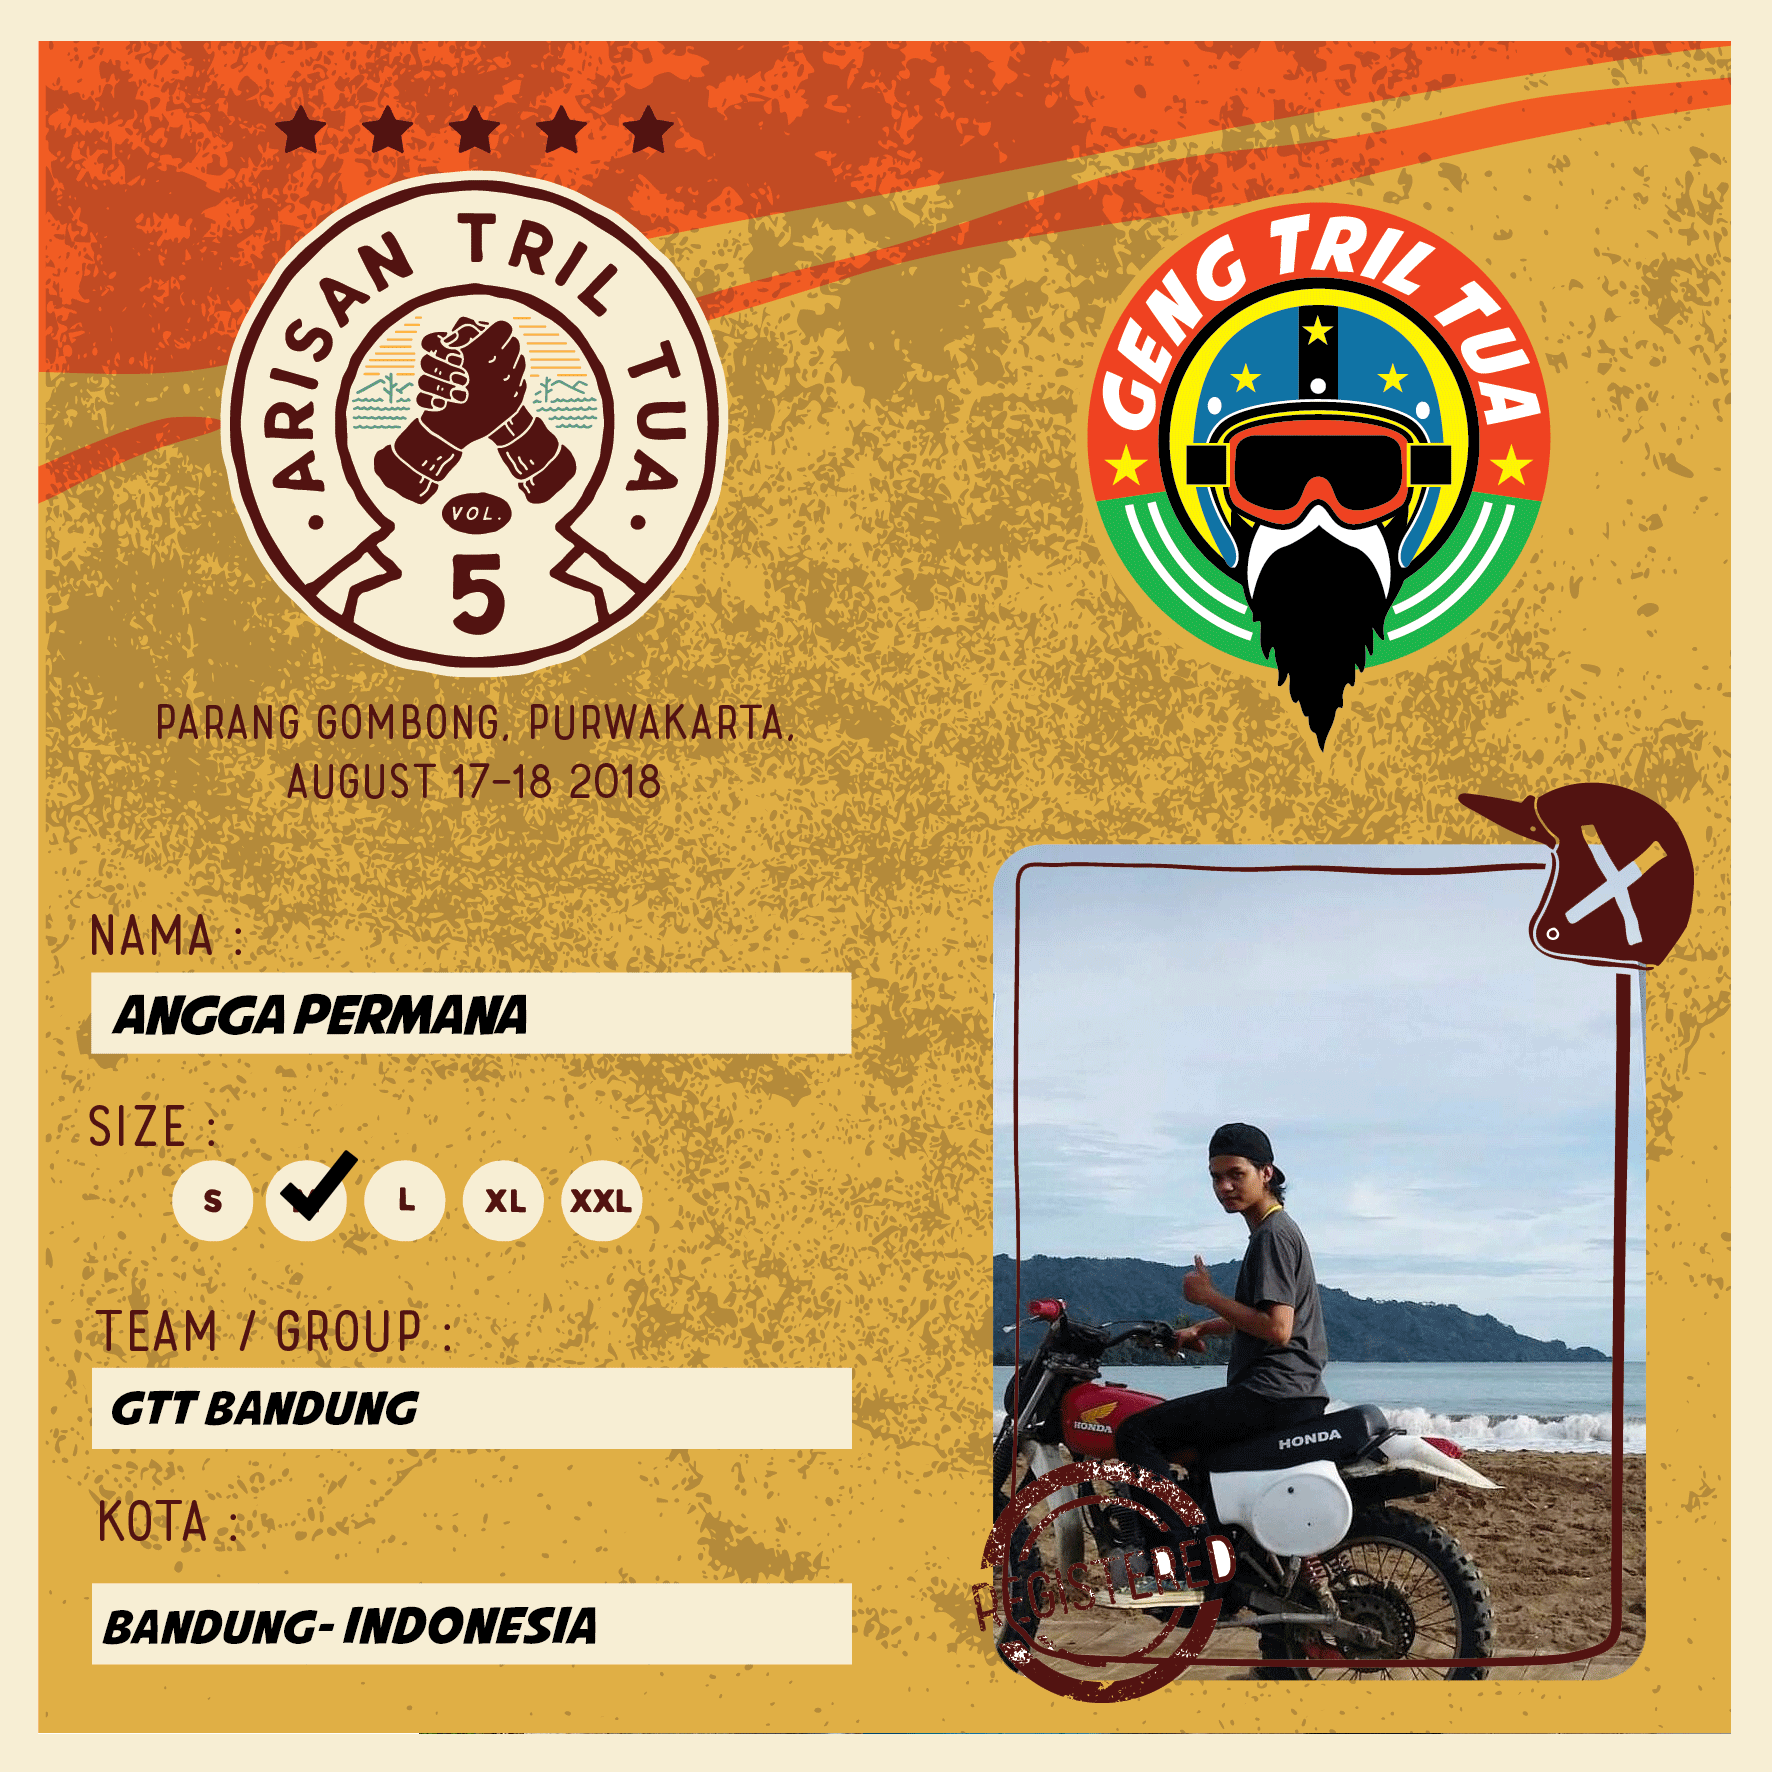 ARISAN TRIL TUA
VOL.
5
GENG TRIL TUA
PARANG GOMBONG, PURWAKARTA,
AUGUST 17-18 2018
NAMA :
ANGGA PERMANA
SIZE :
S L XL XXL
TEAM / GROUP :
GTT BANDUNG
KOTA :
BANDUNG- INDONESIA
HONDA
HONDA
REGISTERED